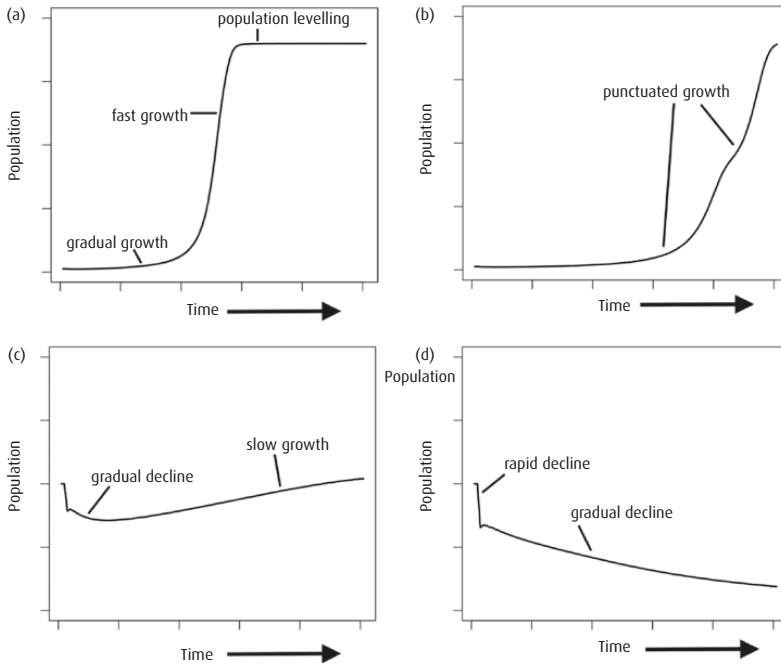 (a)
population levelling
fast growth
gradual growth
Population
Time
(b)
punctuated growth
Population
Time
(c)
slow growth
gradual decline
Population
Time
(d)
Population
rapid decline
gradual decline
Population
Time